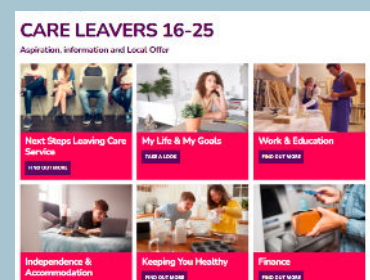 CARE LEAVERS 16-25
Aspiration, information and Local Offer
Next Steps Leaving Care
Service
FIND OUT MORE
My Life & My Goals
TAKE A LOOK
Work & Education
FIND OUT MORE
Independence &
Accommodation
Keeping You Healthy
FIND OUT MORE
Finance
FIND OUT MORE